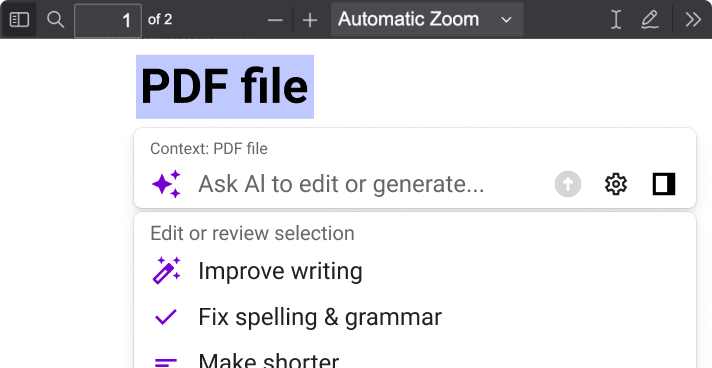 1 of 2 Automatic Zoom
PDF file
Context: PDF file
Ask AI to edit or generate...
Edit or review selection
Improve writing
Fix spelling & grammar
Make shorter